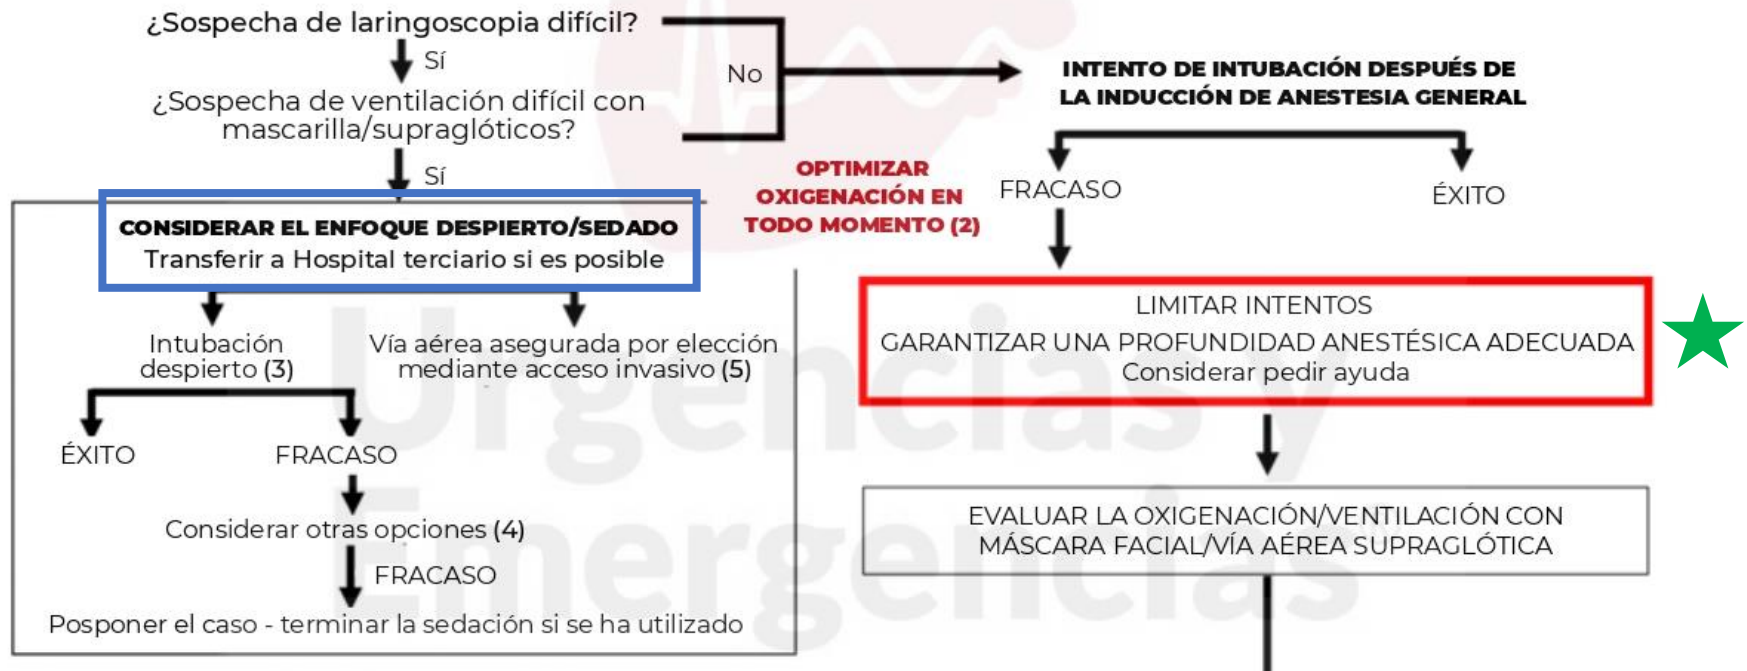 ¿Sospecha de laringoscopia difícil?
Sí
No
¿Sospecha de ventilación difícil con
mascarilla/supraglóticos?
Sí
INTENTO DE INTUBACIÓN DESPUÉS DE
LA INDUCCIÓN DE ANESTESIA GENERAL
OPTIMIZAR
OXIGENACIÓN EN
TODO MOMENTO (2)
FRACASO
ÉXITO
CONSIDERAR EL ENFOQUE DESPIERTO/SEDADO
Transferir a Hospital terciario si es posible
Intubación
despierto (3)
Vía aérea asegurada por elección
mediante acceso invasivo (5)
ÉXITO
FRACASO
Considerar otras opciones (4)
FRACASO
Posponer el caso - terminar la sedación si se ha utilizado
LIMITAR INTENTOS
GARANTIZAR UNA PROFUNDIDAD ANESTÉSICA ADECUADA
Considerar pedir ayuda
EVALUAR LA OXIGENACIÓN/VENTILACIÓN CON
MÁSCARA FACIAL/VÍA AÉREA SUPRAGLÓTICA
Urgencias y
Emergencias